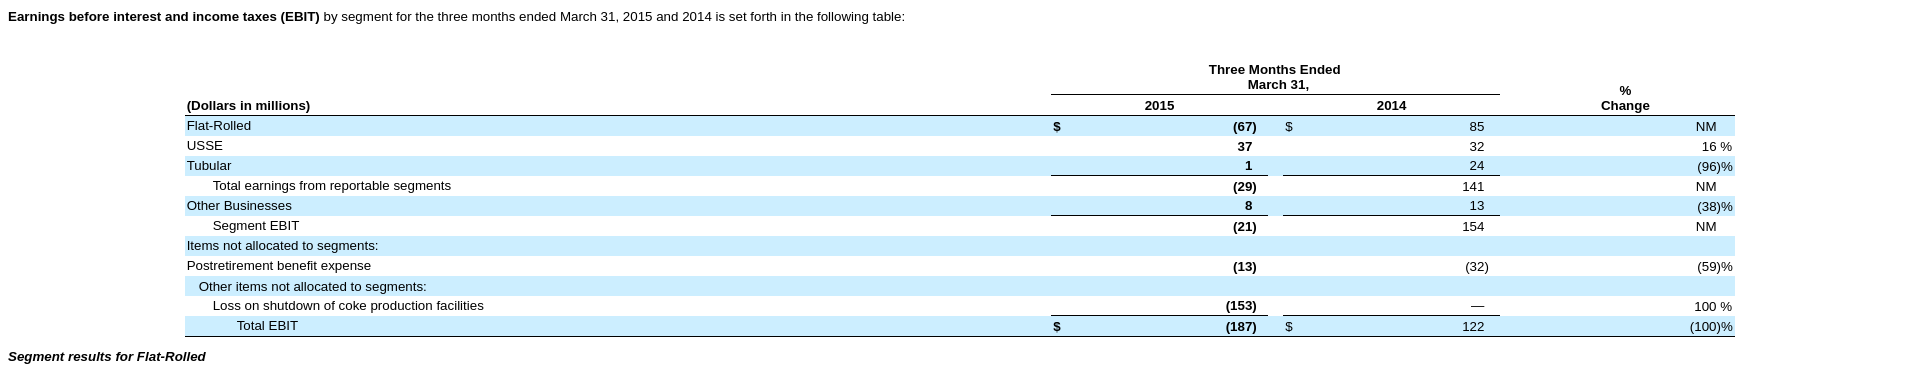 Earnings before interest and income taxes (EBIT) by segment for the three months ended March 31, 2015 and 2014 is set forth in the following table:
Three Months Ended
March 31,
%
Change
(Dollars in millions) 2015 2014
Flat-Rolled $ (67) $ 85 NM
USSE 37 32 16 %
Tubular 1 24 (96)%
Total earnings from reportable segments (29) 141 NM
Other Businesses 8 13 (38)%
Segment EBIT (21) 154 NM
Items not allocated to segments:
Postretirement benefit expense (13) (32) (59)%
Other items not allocated to segments:
Loss on shutdown of coke production facilities (153) — 100 %
Total EBIT $ (187) $ 122 (100)%
Segment results for Flat-Rolled